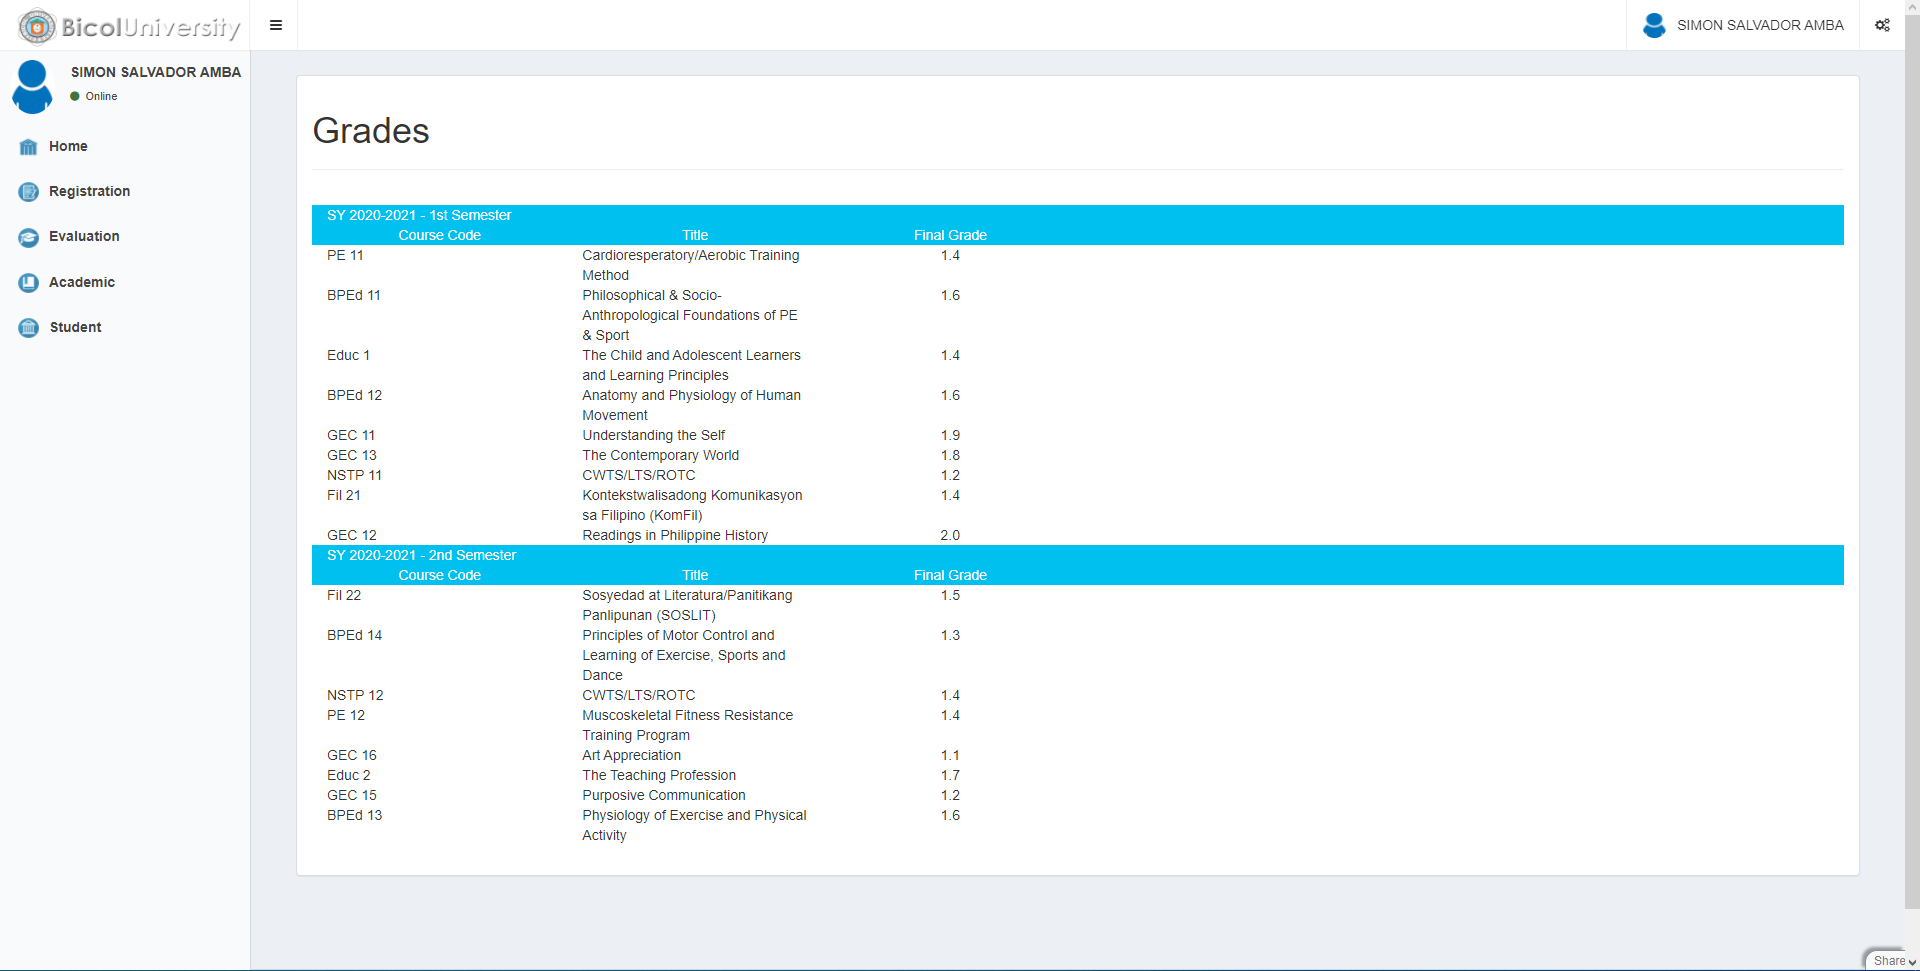 BicolUniversity
SIMON SALVADOR AMBA
SIMON SALVADOR AMBA
Online
Home
Registration
Evaluation
Academic
Student
Grades
SY 2020-2021 - 1st Semester
Course Code Title Final Grade
PE 11 Cardioresperatory/Aerobic Training 1.4
Method
BPEd 11 Philosophical & Socio- 1.6
Anthropological Foundations of PE
& Sport
Educ 1 The Child and Adolescent Learners 1.4
and Learning Principles
BPEd 12 Anatomy and Physiology of Human 1.6
Movement
GEC 11 Understanding the Self 1.9
GEC 13 The Contemporary World 1.8
NSTP 11 CWTS/LTS/ROTC 1.2
Fil 21 Kontekstwalisadong Komunikasyon 1.4
sa Filipino (KomFil)
GEC 12 Readings in Philippine History 2.0
SY 2020-2021 - 2nd Semester
Course Code Title Final Grade
Fil 22 Sosyedad at Literatura/Panitikang 1.5
Panlipunan (SOSLIT)
BPEd 14 Principles of Motor Control and 1.3
Learning of Exercise, Sports and
Dance
NSTP 12 CWTS/LTS/ROTC 1.4
PE 12 Muscoskeletal Fitness Resistance 1.4
Training Program
GEC 16 Art Appreciation 1.1
Educ 2 The Teaching Profession 1.7
GEC 15 Purposive Communication 1.2
BPEd 13 Physiology of Exercise and Physical 1.6
Activity
Share